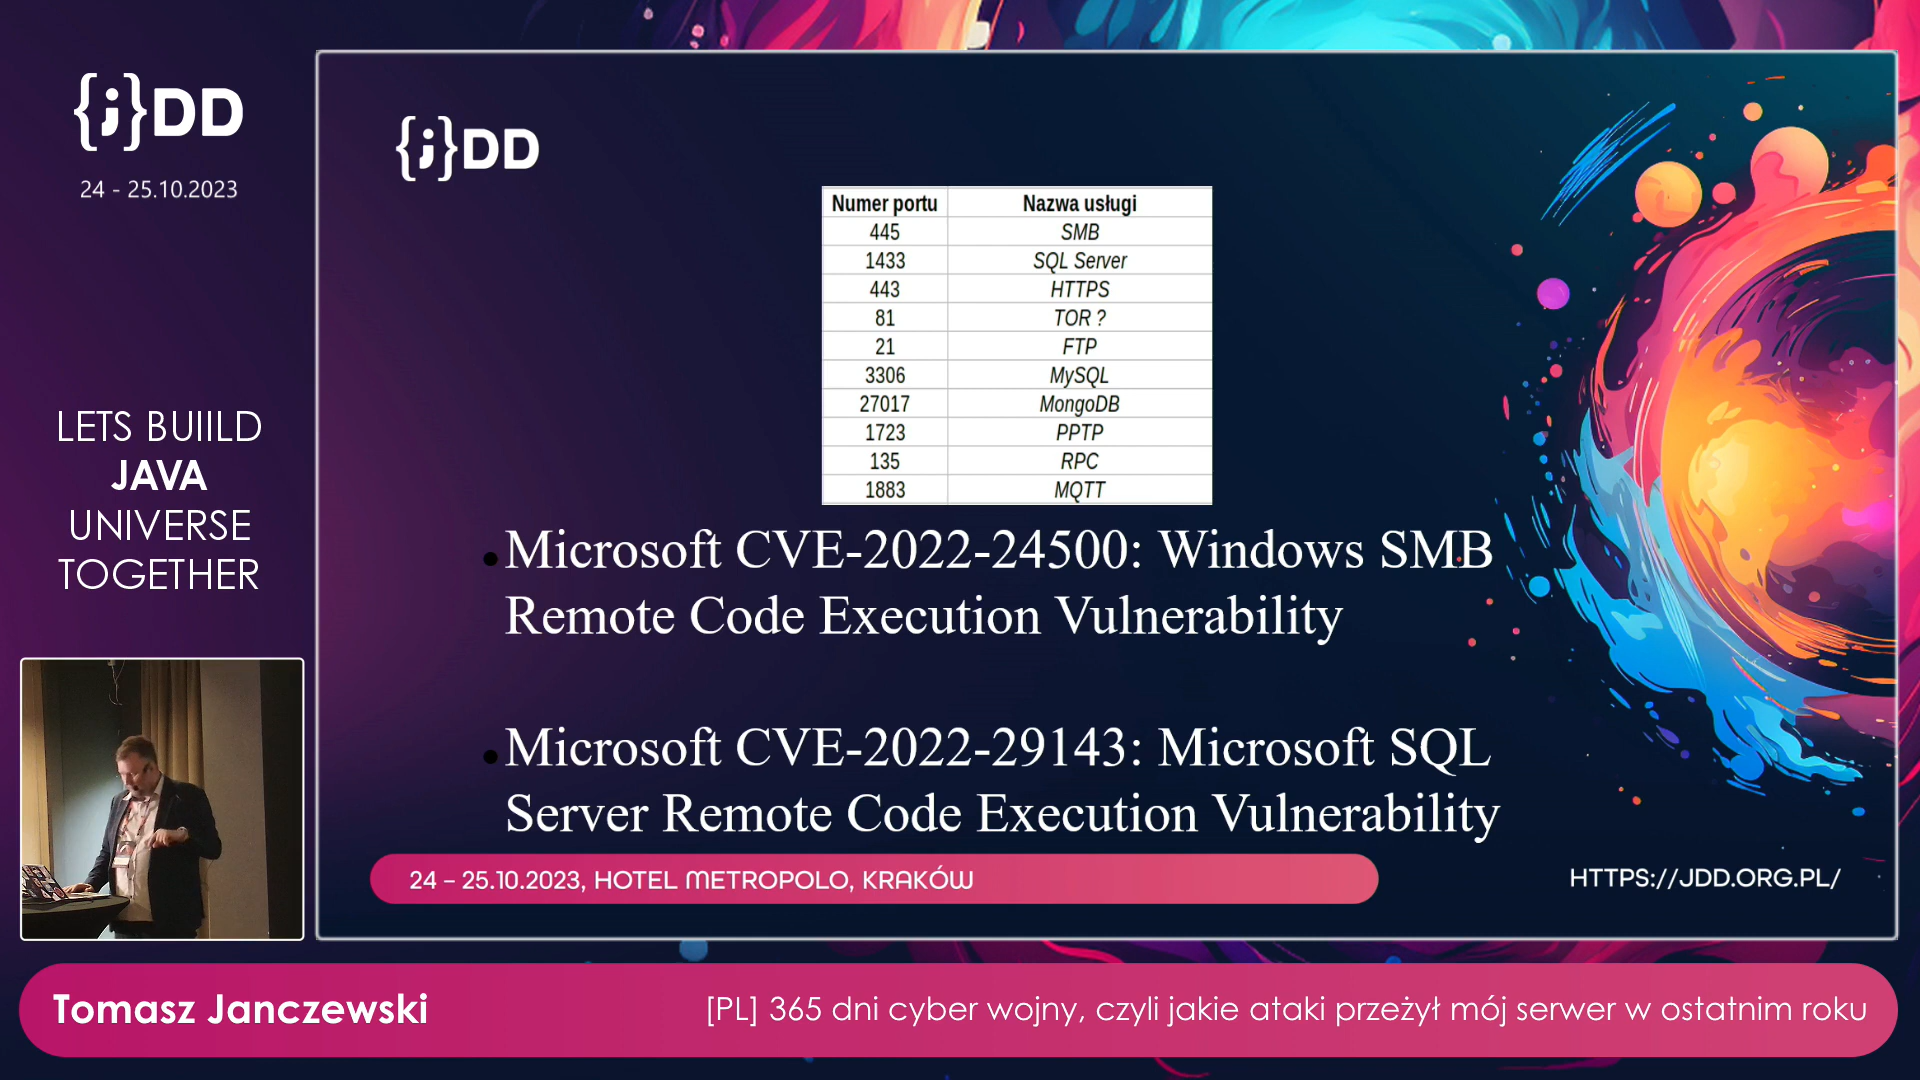 {j}DD
24 - 25.10.2023
LETS BUIILD
JAVA
UNIVERSE
TOGETHER
{j}DD
Numer portu Nazwa usługi
445 SMB
1433 SQL Server
443 HTTPS
81 TOR ?
21 FTP
3306 MySQL
27017 MongoDB
1723 PPTP
135 RPC
1883 MQTT
Microsoft CVE-2022-24500: Windows SMB
Remote Code Execution Vulnerability
Microsoft CVE-2022-29143: Microsoft SQL
Server Remote Code Execution Vulnerability
24 – 25.10.2023, HOTEL METROPOLO, KRAKÓW
HTTPS://JDD.ORG.PL/
Tomasz Janczewski
[PL] 365 dni cyber wojny, czyli jakie ataki przeżył mój serwer w ostatnim roku